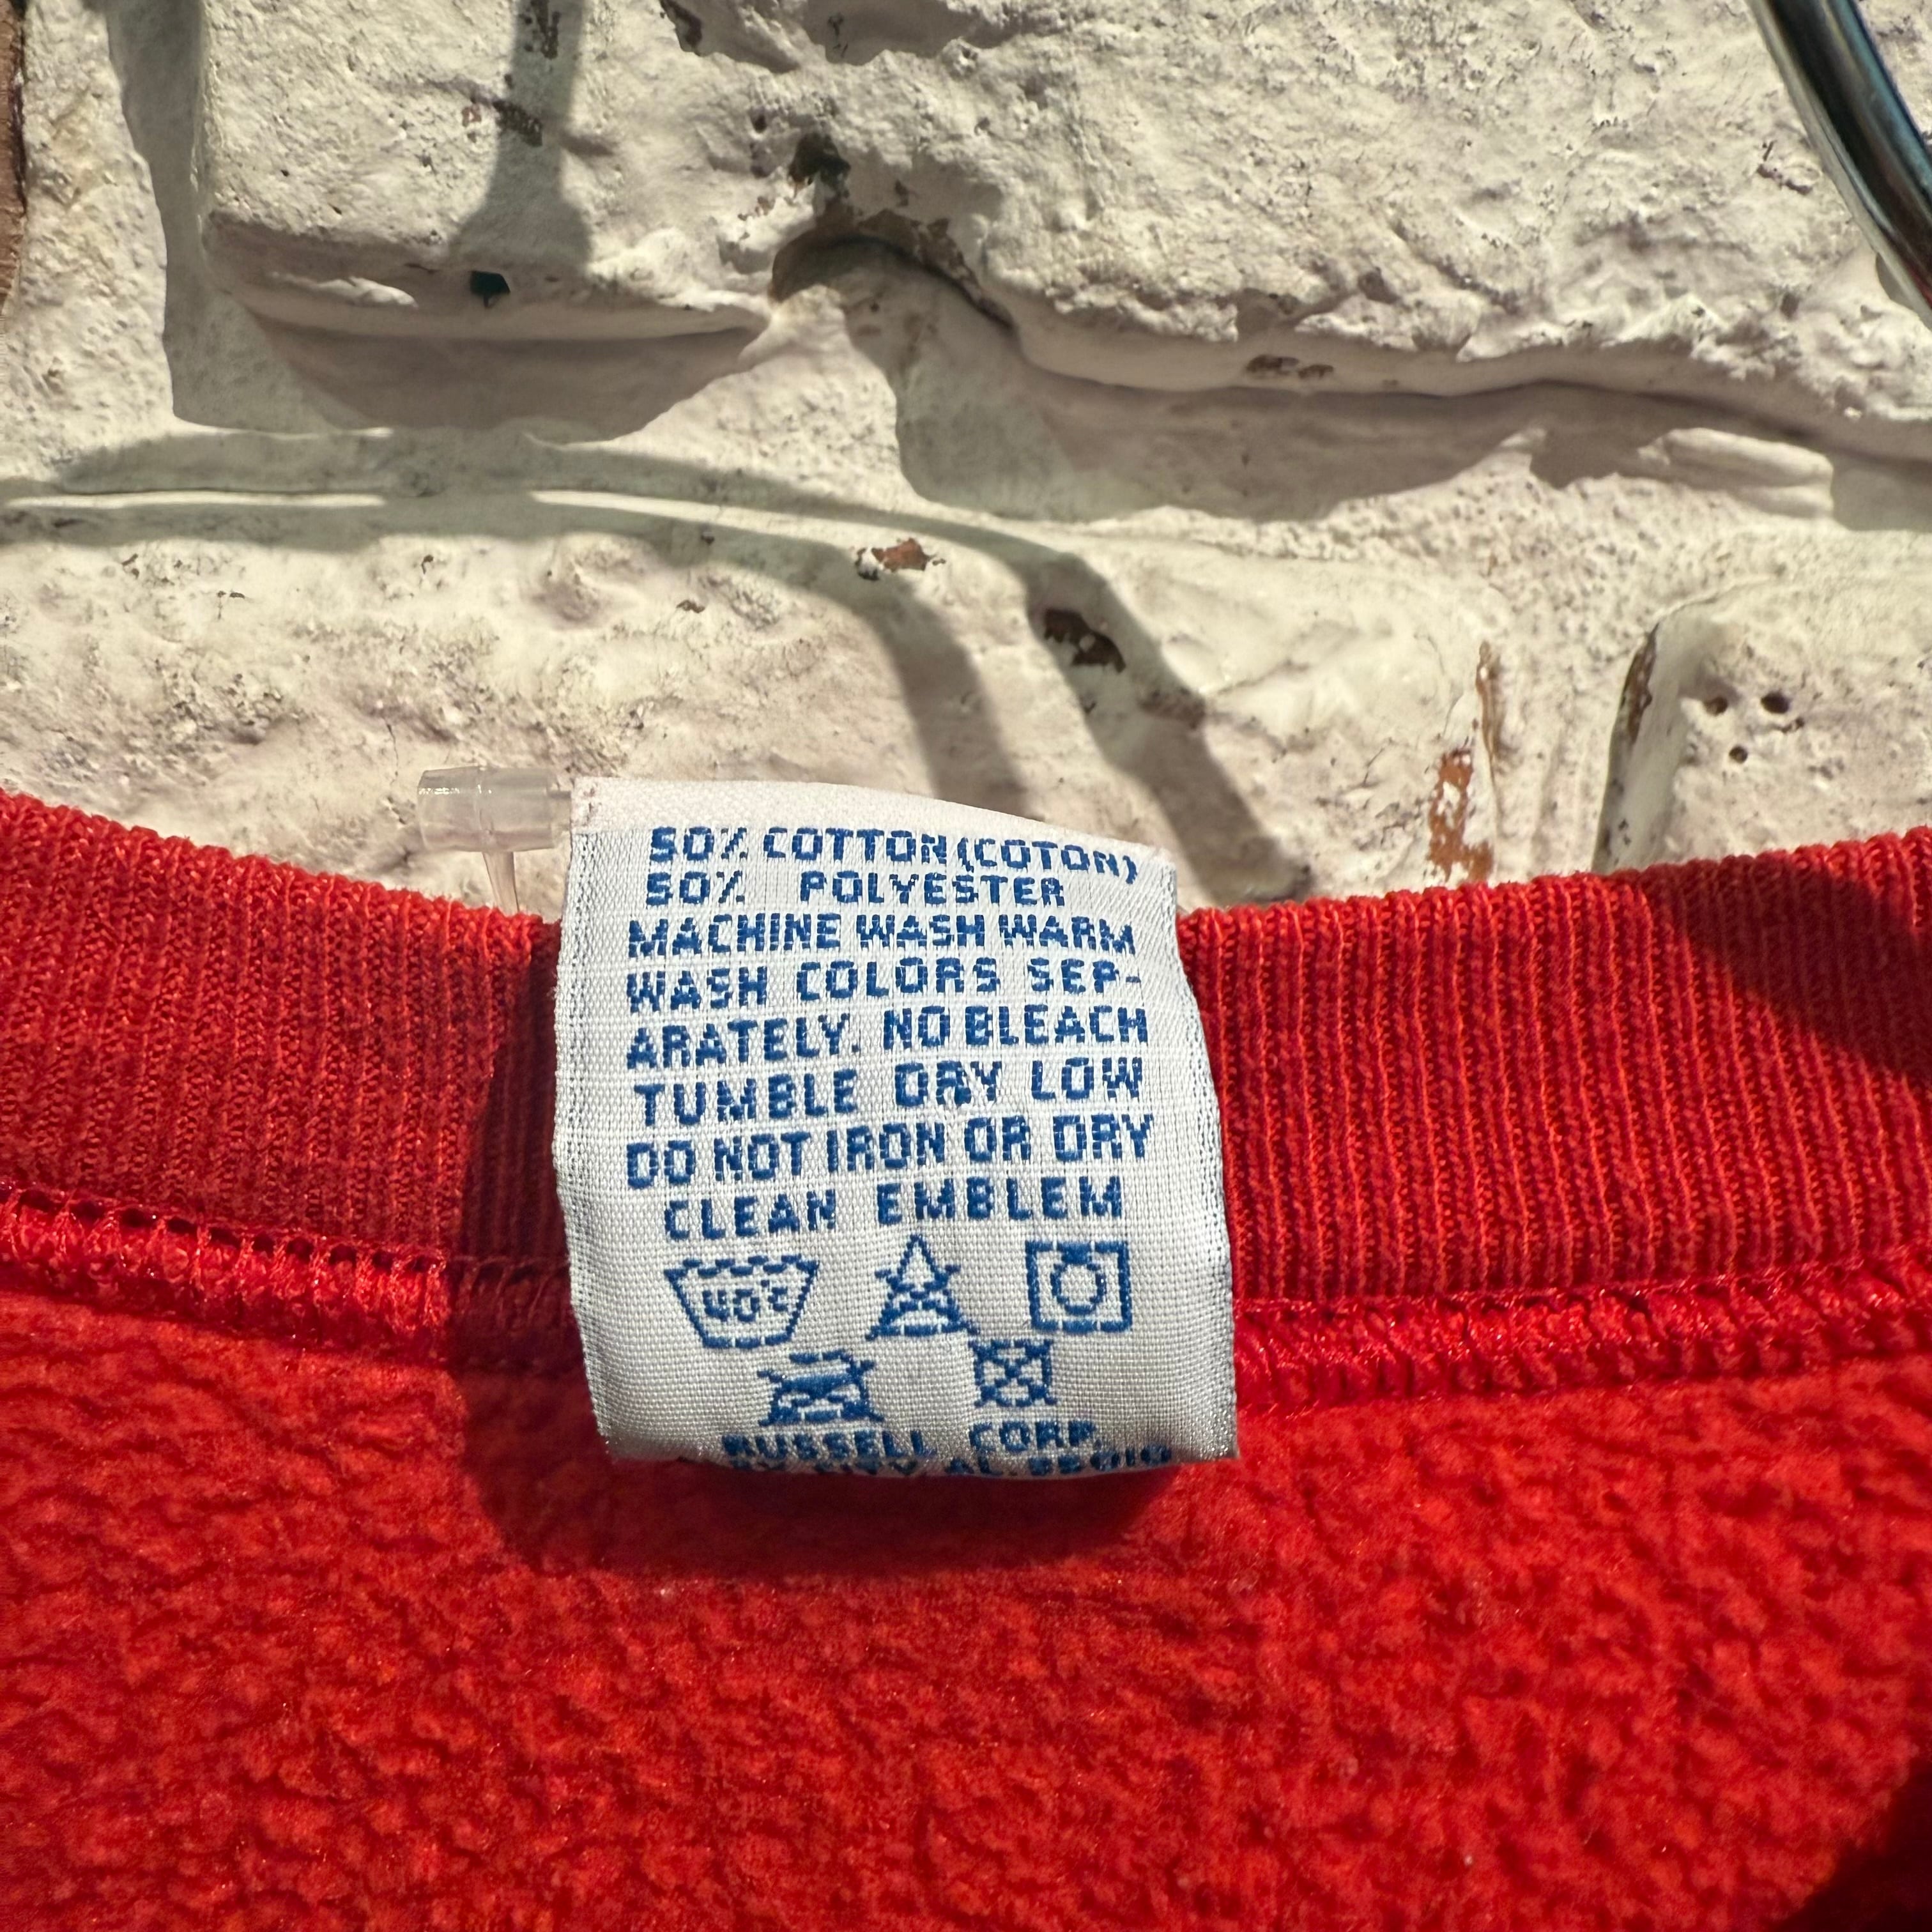 50% COTTON (COTON)
50% POLYESTER
MACHINE WASH WARM
WASH COLORS SEP-
ARATELY. NO BLEACH
TUMBLE DRY LOW
DO NOT IRON OR DRY
CLEAN EMBLEM
40°C
RUSSELL CORP.
AL.